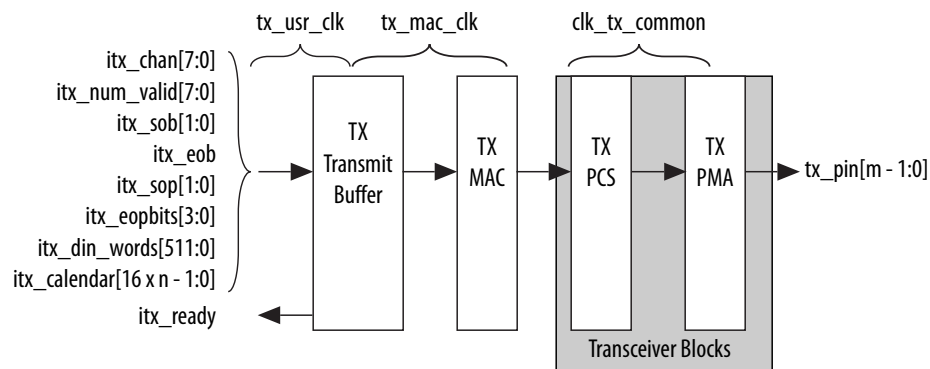 tx_usr_clk
tx_mac_clk
clk_tx_common
itx_chan[7:0]
itx_num_valid[7:0]
itx_sob[1:0]
itx_eob
itx_sop[1:0]
itx_eopbits[3:0]
itx_din_words[511:0]
itx_calendar[16 x n - 1:0]
itx_ready
TX
Transmit
Buffer
TX
MAC
TX
PCS
TX
PMA
tx_pin[m - 1:0]
Transceiver Blocks